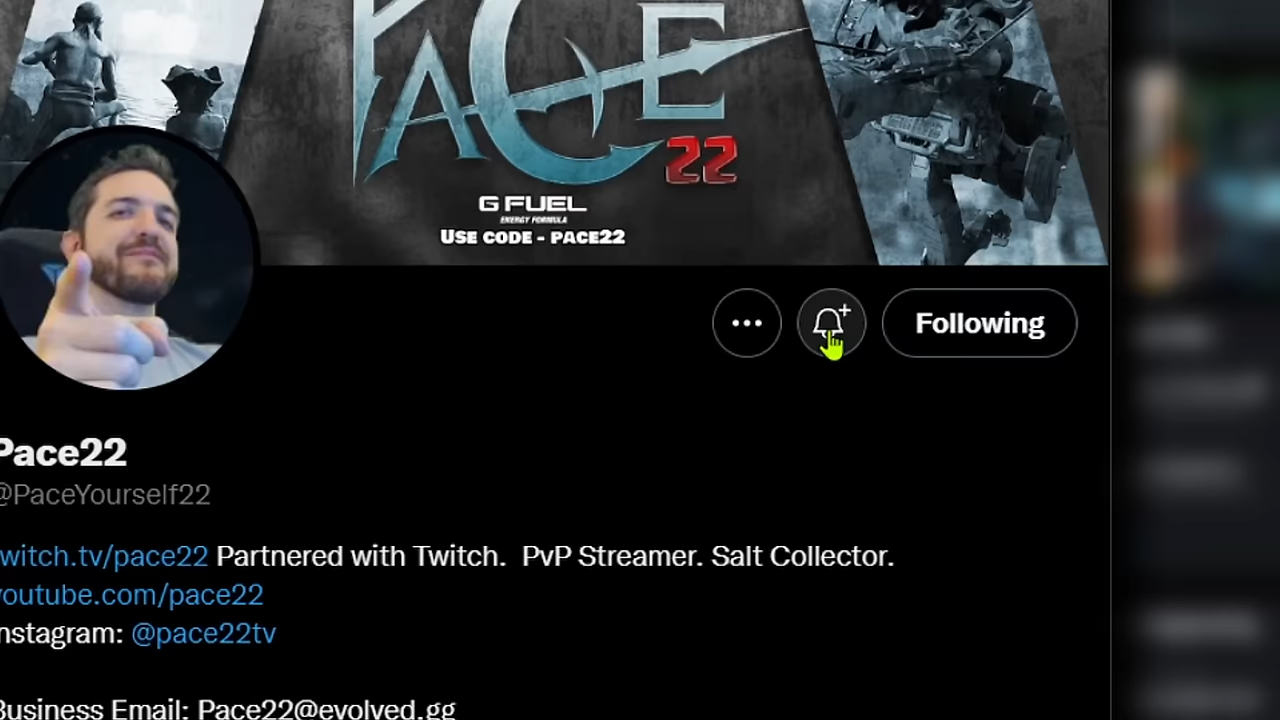 PACE
22
G FUEL
ENERGY FORMULA
USE CODE - PACE22
Following
Pace22
@PaceYourself22
witch.tv/pace22 Partnered with Twitch. PvP Streamer. Salt Collector.
youtube.com/pace22
nstagram: @pace22tv
Business Email: Pace22@evolved.gg